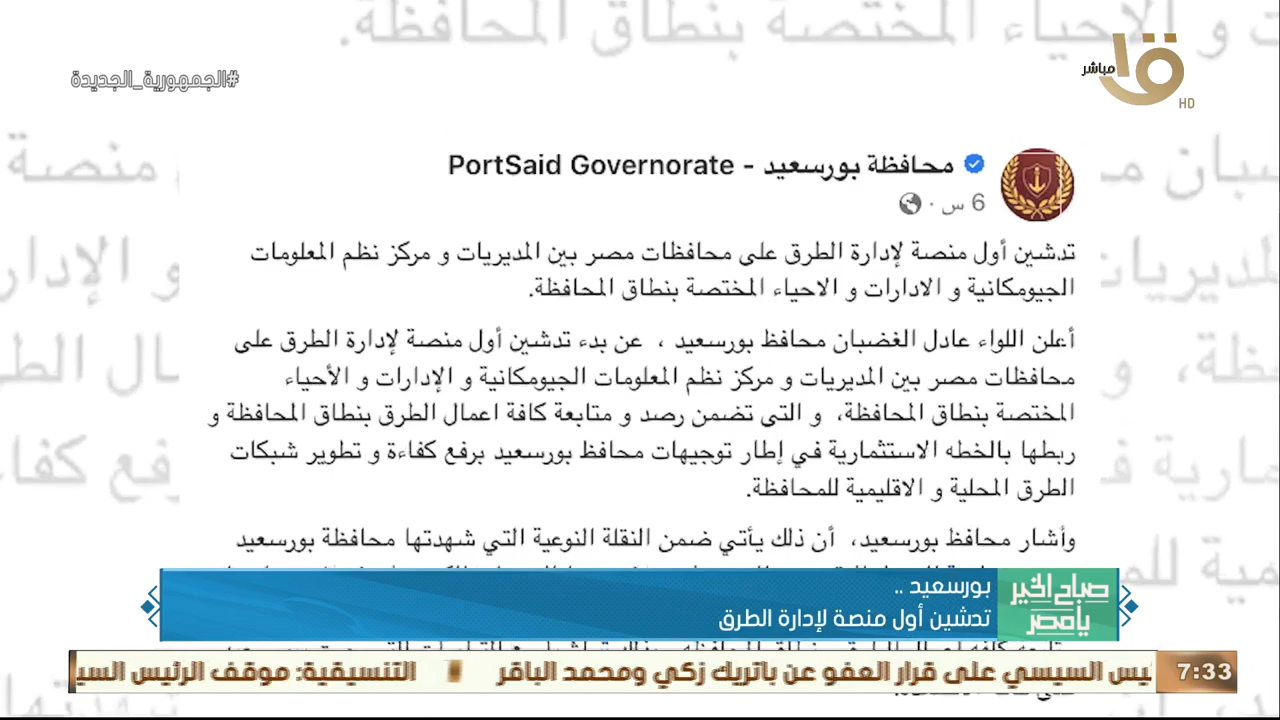 و الاحياء المختصة بنطاق المحافظة.
#الجمهورية_الجديدة
مباشر
HD
محافظة بورسعيد - PortSaid Governorate
6 س
تدشين أول منصة لإدارة الطرق على محافظات مصر بين المديريات و مركز نظم المعلومات
الجيومكانية و الادارات و الاحياء المختصة بنطاق المحافظة.
أعلن اللواء عادل الغضبان محافظ بورسعيد ، عن بدء تدشين أول منصة لإدارة الطرق على
محافظات مصر بين المديريات و مركز نظم المعلومات الجيومكانية و الإدارات و الأحياء
المختصة بنطاق المحافظة، و التى تضمن رصد و متابعة كافة اعمال الطرق بنطاق المحافظة و
ربطها بالخطه الاستثمارية في إطار توجيهات محافظ بورسعيد برفع كفاءة و تطوير شبكات
الطرق المحلية و الاقليمية للمحافظة.
وأشار محافظ بورسعيد، أن ذلك يأتي ضمن النقلة النوعية التي شهدتها محافظة بورسعيد
صباح الخير
يا مصر
بورسعيد ..
تدشين أول منصة لإدارة الطرق
7:33
السيسي على قرار العفو عن باتريك زكي ومحمد الباقر
التنسيقية: موقف الرئيس